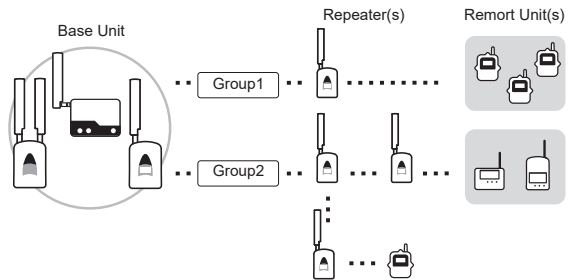 Base Unit
Repeater(s)
Remort Unit(s)
Group1
Group2